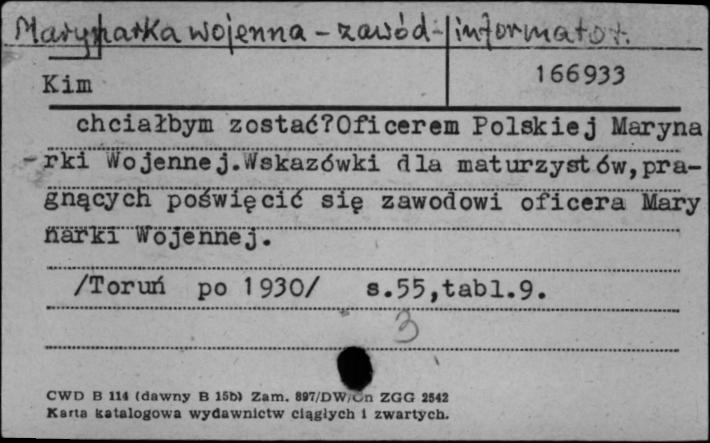 Marynarka wojenna - zawód - informator.
Kim
166933
chciałbym zostać?Oficerem Polskiej Maryna
-rki Wojennej.Wskazówki dla maturzystów,pra-
gnących poświęcić się zawodowi oficera Mary
narki Wojennej.
/Toruń po 1930/ s.55,tabl.9.
3
CWD B 114 (dawny B 15b) Zam. 897/DW/Gn ZGG 2542
Karta katalogowa wydawnictw ciągłych i zwartych.